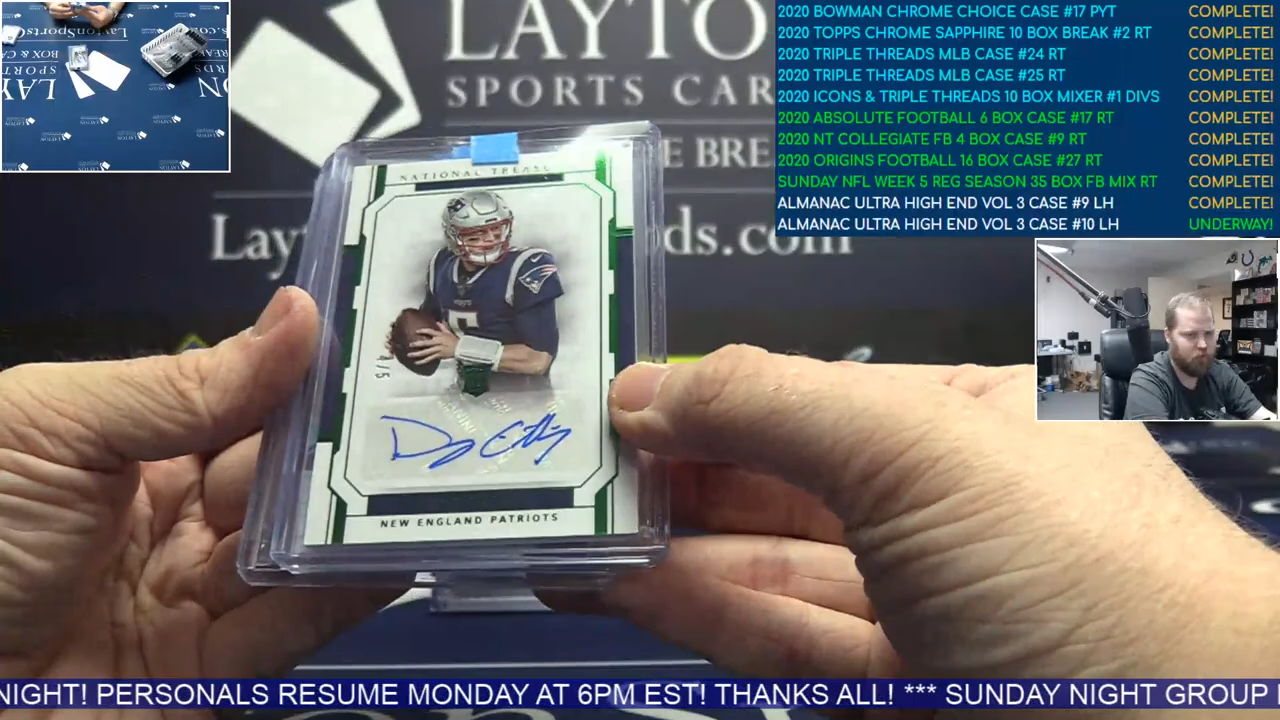 LAYTON
SPORTS CAR
E BRE
Lay
ds.com
2020 BOWMAN CHROME CHOICE CASE #17 PYT COMPLETE!
2020 TOPPS CHROME SAPPHIRE 10 BOX BREAK #2 RT COMPLETE!
2020 TRIPLE THREADS MLB CASE #24 RT COMPLETE!
2020 TRIPLE THREADS MLB CASE #25 RT COMPLETE!
2020 ICONS & TRIPLE THREADS 10 BOX MIXER #1 DIVS COMPLETE!
2020 ABSOLUTE FOOTBALL 6 BOX CASE #17 RT COMPLETE!
2020 NT COLLEGIATE FB 4 BOX CASE #9 RT COMPLETE!
2020 ORIGINS FOOTBALL 16 BOX CASE #27 RT COMPLETE!
SUNDAY NFL WEEK 5 REG SEASON 35 BOX FB MIX RT COMPLETE!
ALMANAC ULTRA HIGH END VOL 3 CASE #9 LH COMPLETE!
ALMANAC ULTRA HIGH END VOL 3 CASE #10 LH UNDERWAY!
NATIONAL TREAS
NEW ENGLAND PATRIOTS
NIGHT! PERSONALS RESUME MONDAY AT 6PM EST! THANKS ALL! *** SUNDAY NIGHT GROUP